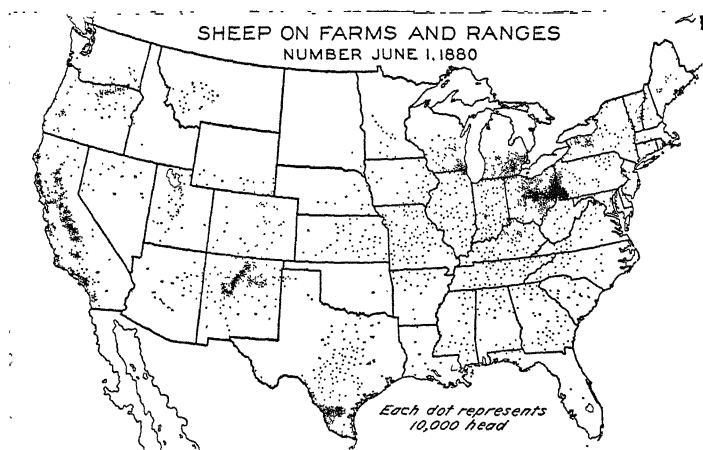 SHEEP ON FARMS AND RANGES
NUMBER JUNE 1, 1880
Each dot represents
10,000 head